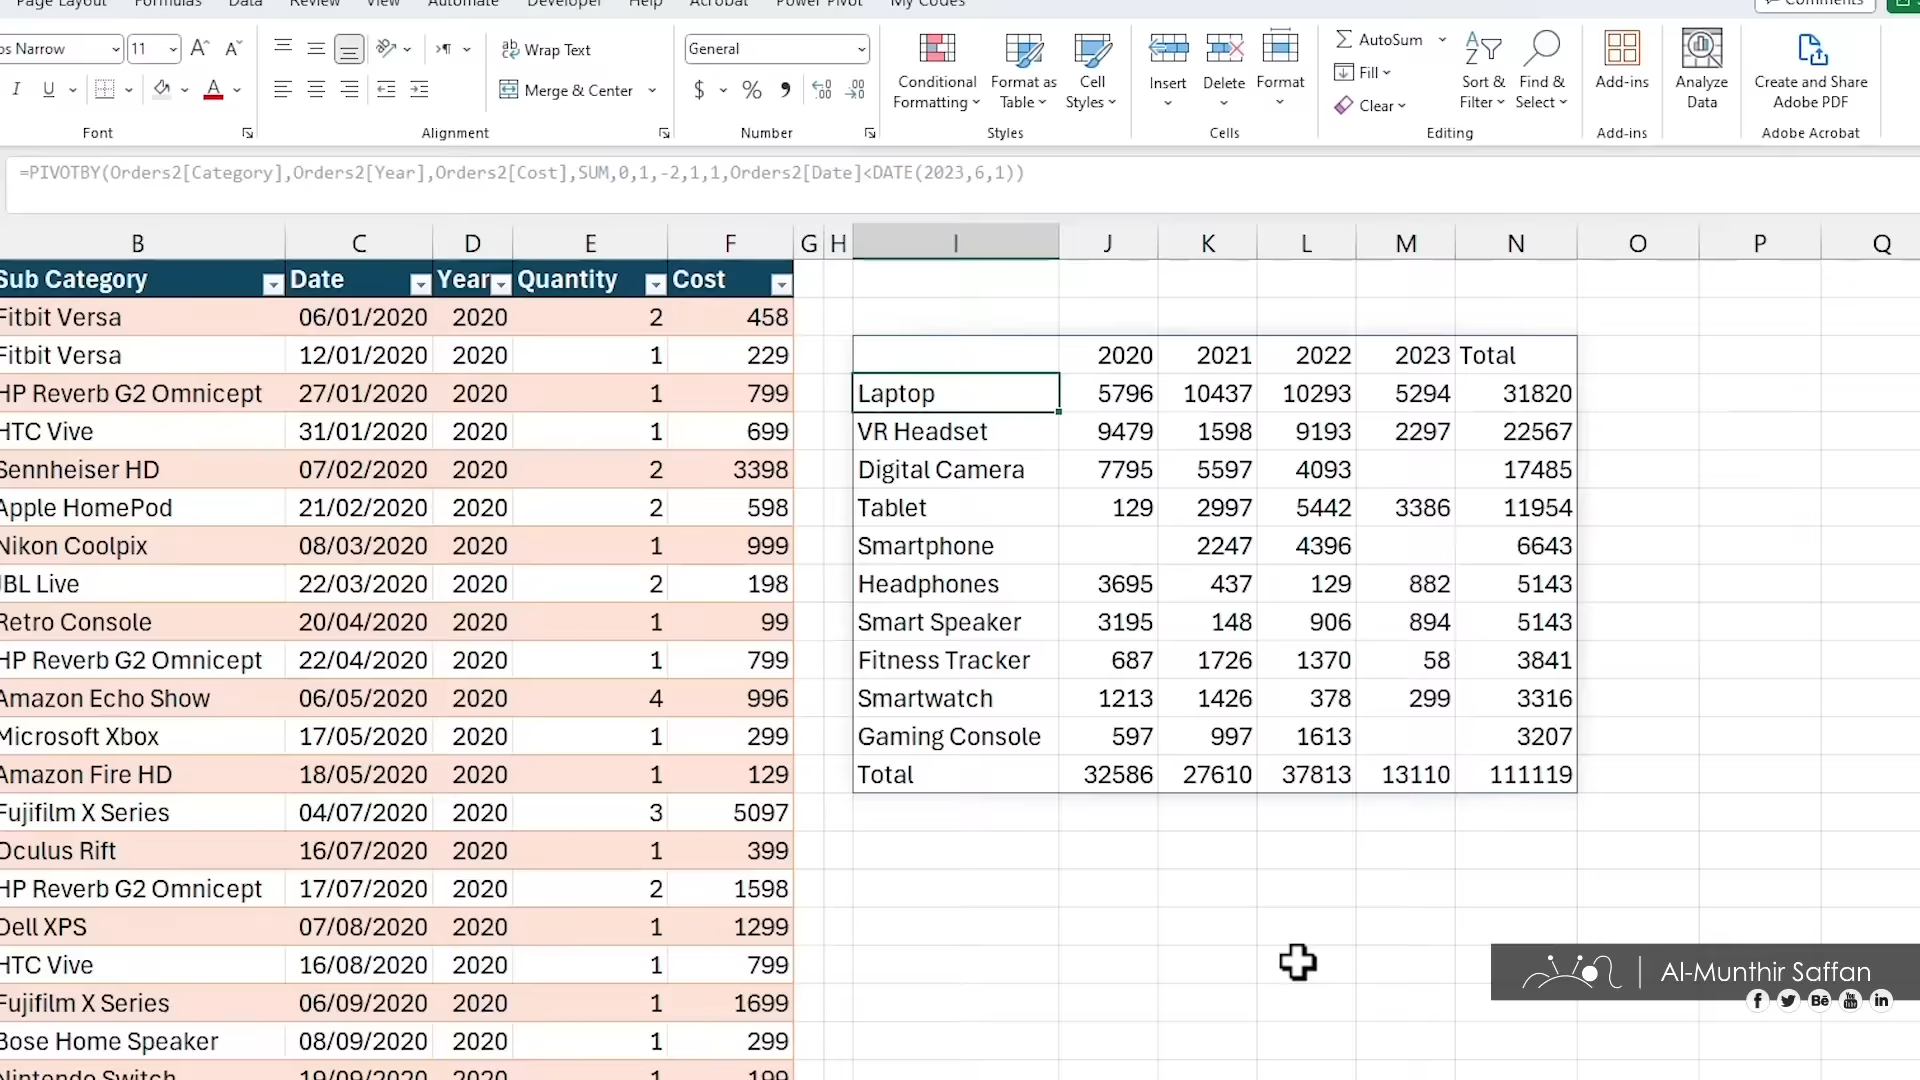 Page Layout Formulas Data Review View Automate Developer Help Acrobat Power Pivot My Codes Comments
Narrow 11 Wrap Text General AutoSum
Conditional Formatting Format as Table Cell Styles Insert Delete Format Fill Sort & Filter Find & Select Add-ins Analyze Data Create and Share Adobe PDF
Merge & Center Clear
Font Alignment Number Styles Cells Editing Add-ins Adobe Acrobat
=PIVOTBY(Orders2[Category],Orders2[Year],Orders2[Cost],SUM,0,1,-2,1,1,Orders2[Date]<DATE(2023,6,1))
B C D E F G H I J K L M N O P Q
Sub Category Date Year Quantity Cost
Fitbit Versa 06/01/2020 2020 2 458
Fitbit Versa 12/01/2020 2020 1 229 2020 2021 2022 2023 Total
HP Reverb G2 Omnicept 27/01/2020 2020 1 799 Laptop 5796 10437 10293 5294 31820
HTC Vive 31/01/2020 2020 1 699 VR Headset 9479 1598 9193 2297 22567
Sennheiser HD 07/02/2020 2020 2 3398 Digital Camera 7795 5597 4093 17485
Apple HomePod 21/02/2020 2020 2 598 Tablet 129 2997 5442 3386 11954
Nikon Coolpix 08/03/2020 2020 1 999 Smartphone 2247 4396 6643
JBL Live 22/03/2020 2020 2 198 Headphones 3695 437 129 882 5143
Retro Console 20/04/2020 2020 1 99 Smart Speaker 3195 148 906 894 5143
HP Reverb G2 Omnicept 22/04/2020 2020 1 799 Fitness Tracker 687 1726 1370 58 3841
Amazon Echo Show 06/05/2020 2020 4 996 Smartwatch 1213 1426 378 299 3316
Microsoft Xbox 17/05/2020 2020 1 299 Gaming Console 597 997 1613 3207
Amazon Fire HD 18/05/2020 2020 1 129 Total 32586 27610 37813 13110 111119
Fujifilm X Series 04/07/2020 2020 3 5097
Oculus Rift 16/07/2020 2020 1 399
HP Reverb G2 Omnicept 17/07/2020 2020 2 1598
Dell XPS 07/08/2020 2020 1 1299
HTC Vive 16/08/2020 2020 1 799
Fujifilm X Series 06/09/2020 2020 1 1699
Bose Home Speaker 08/09/2020 2020 1 299
Nintendo Switch 19/09/2020 2020 1 199
Al-Munthir Saffan